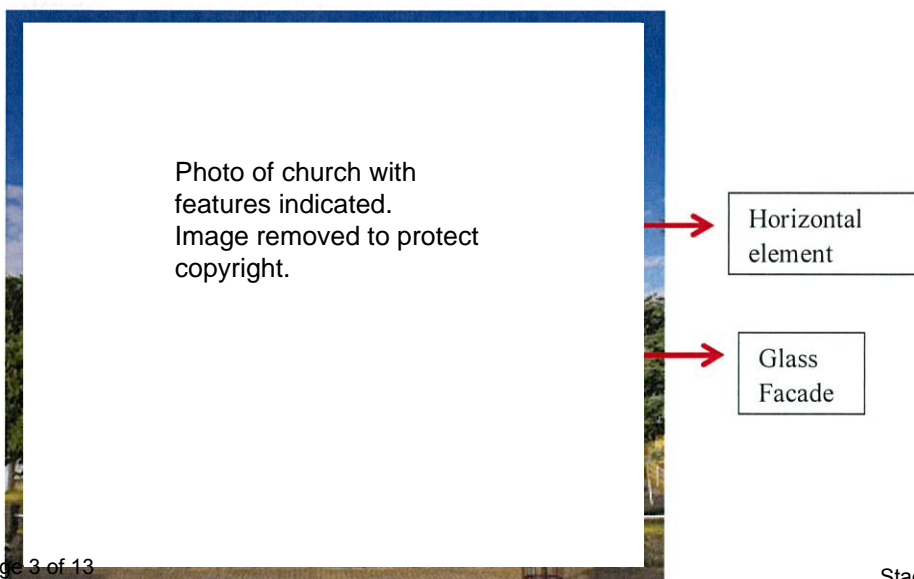 Photo of church with
features indicated.
Image removed to protect
copyright.
Horizontal
element
Glass
Facade
3 of 13